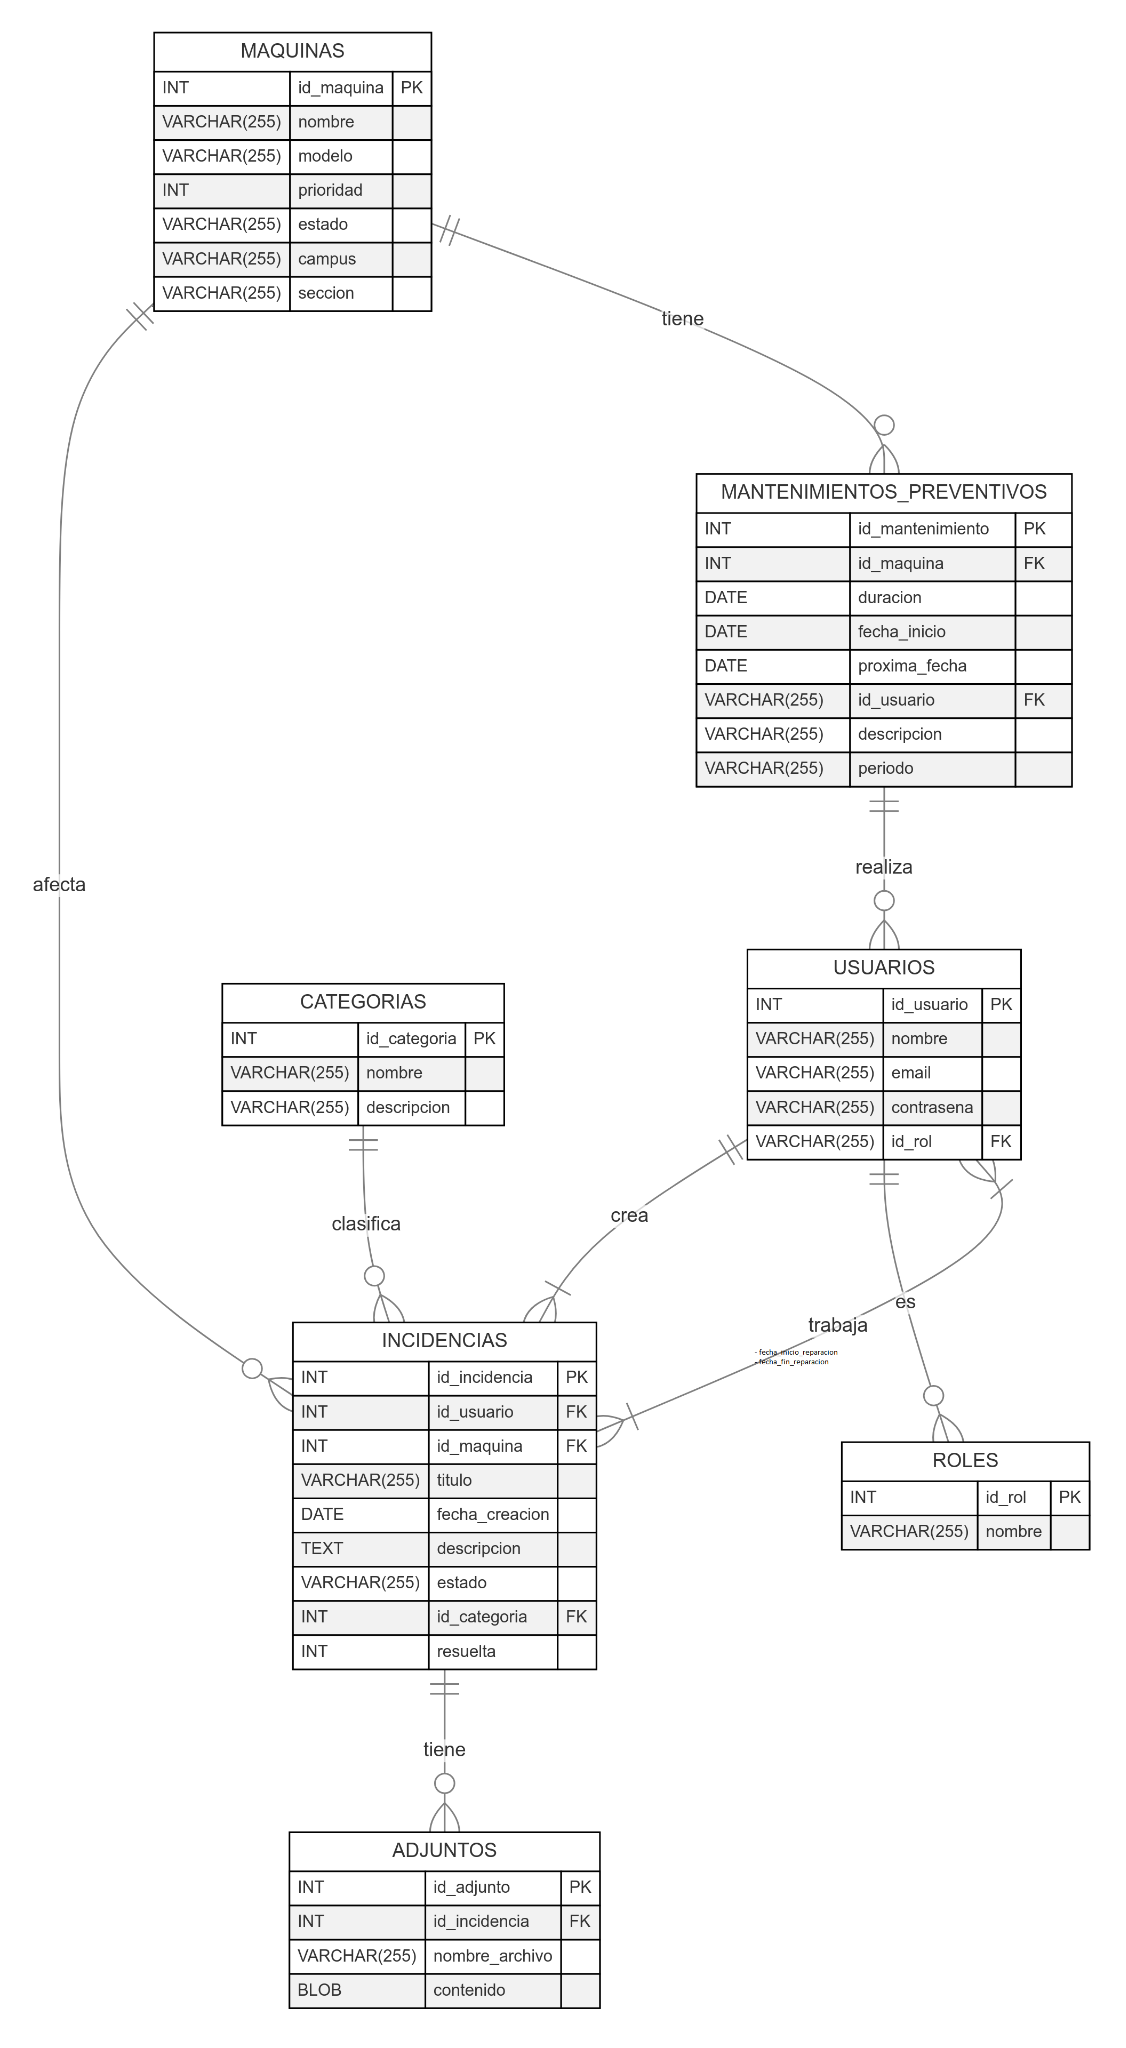 MAQUINAS
INT id_maquina PK
VARCHAR(255) nombre
VARCHAR(255) modelo
INT prioridad
VARCHAR(255) estado
VARCHAR(255) campus
VARCHAR(255) seccion
tiene
MANTENIMIENTOS_PREVENTIVOS
INT id_mantenimiento PK
INT id_maquina FK
DATE duracion
DATE fecha_inicio
DATE proxima_fecha
VARCHAR(255) id_usuario FK
VARCHAR(255) descripcion
VARCHAR(255) periodo
realiza
afecta
USUARIOS
INT id_usuario PK
VARCHAR(255) nombre
VARCHAR(255) email
VARCHAR(255) contrasena
VARCHAR(255) id_rol FK
CATEGORIAS
INT id_categoria PK
VARCHAR(255) nombre
VARCHAR(255) descripcion
clasifica
crea
es
trabaja
- fecha_inicio_reparacion
- fecha_fin_reparacion
INCIDENCIAS
INT id_incidencia PK
INT id_usuario FK
INT id_maquina FK
VARCHAR(255) titulo
DATE fecha_creacion
TEXT descripcion
VARCHAR(255) estado
INT id_categoria FK
INT resuelta
ROLES
INT id_rol PK
VARCHAR(255) nombre
tiene
ADJUNTOS
INT id_adjunto PK
INT id_incidencia FK
VARCHAR(255) nombre_archivo
BLOB contenido